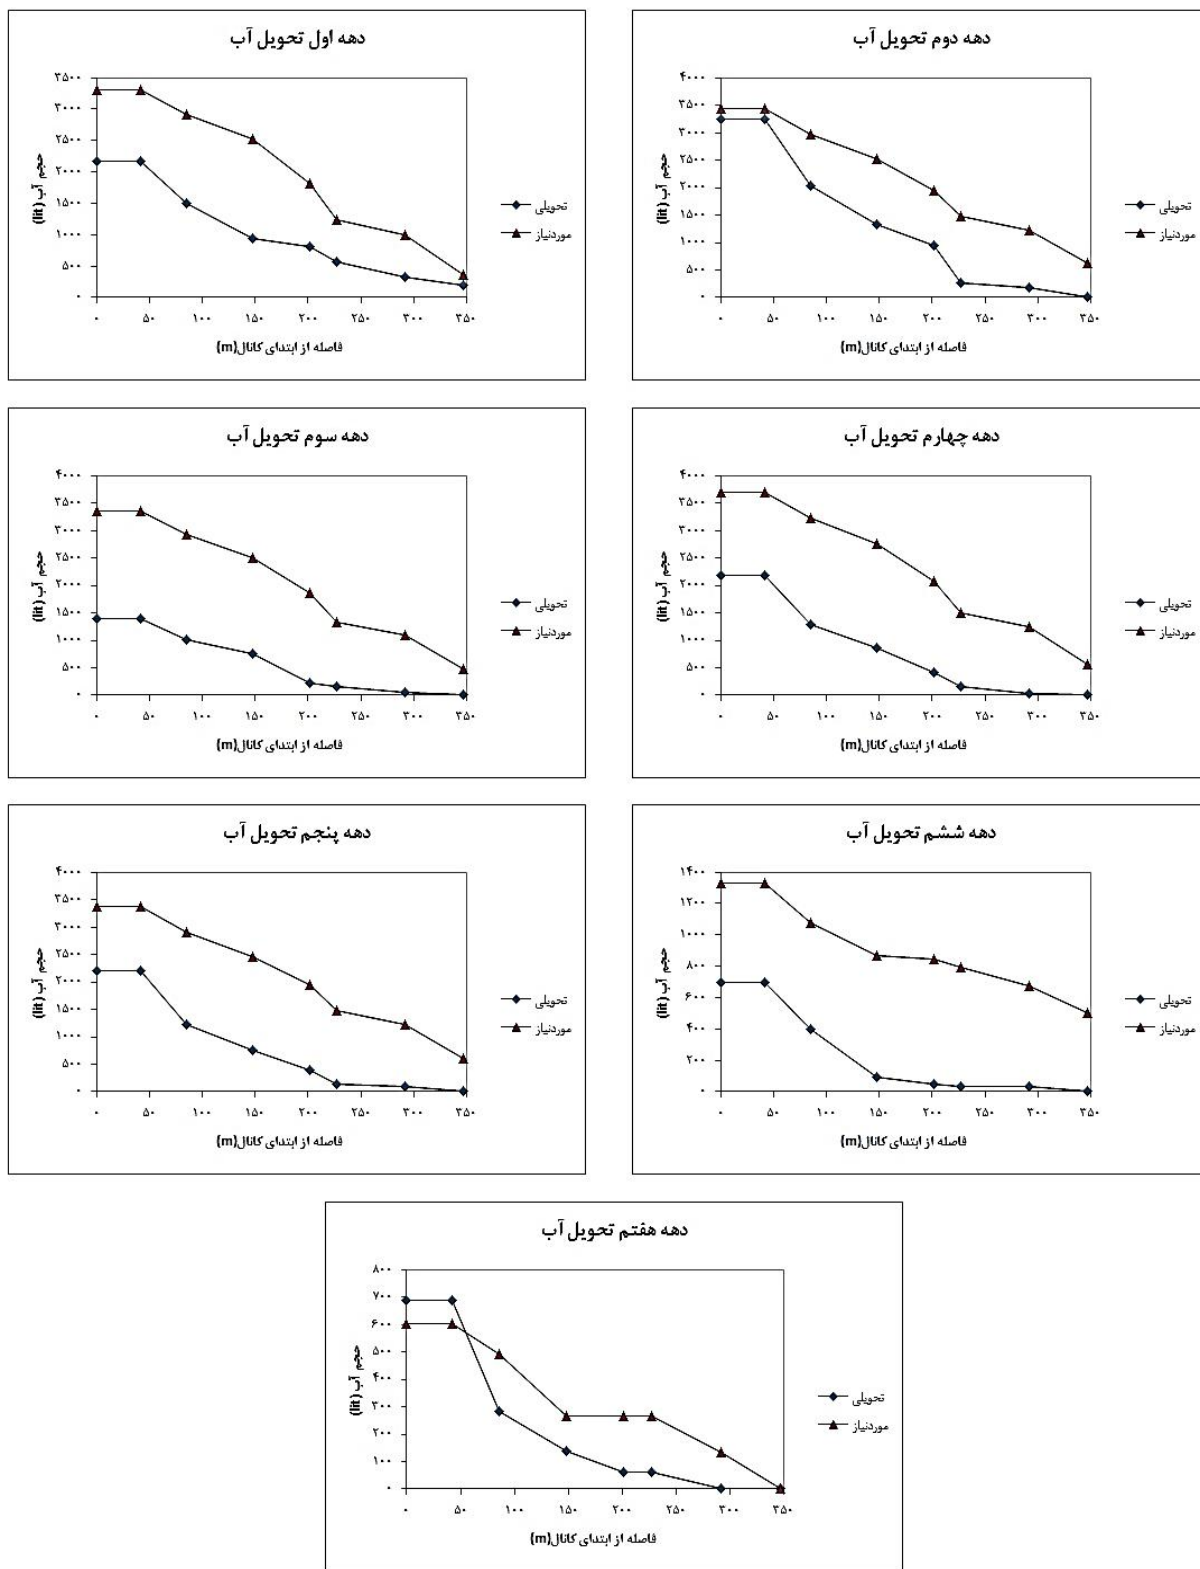 دهه اول تحویل آب
۳۵۰۰
۳۰۰۰
۲۵۰۰
۲۰۰۰
۱۵۰۰
۱۰۰۰
۵۰۰
۰
حجم آب (lit)
۰ ۵۰ ۱۰۰ ۱۵۰ ۲۰۰ ۲۵۰ ۳۰۰ ۳۵۰
فاصله از ابتدای کانال(m)
تحویلی
موردنیاز
دهه دوم تحویل آب
۴۰۰۰
۳۵۰۰
۳۰۰۰
۲۵۰۰
۲۰۰۰
۱۵۰۰
۱۰۰۰
۵۰۰
۰
حجم آب (lit)
۰ ۵۰ ۱۰۰ ۱۵۰ ۲۰۰ ۲۵۰ ۳۰۰ ۳۵۰
فاصله از ابتدای کانال(m)
تحویلی
موردنیاز
دهه سوم تحویل آب
۴۰۰۰
۳۵۰۰
۳۰۰۰
۲۵۰۰
۲۰۰۰
۱۵۰۰
۱۰۰۰
۵۰۰
۰
حجم آب (lit)
۰ ۵۰ ۱۰۰ ۱۵۰ ۲۰۰ ۲۵۰ ۳۰۰ ۳۵۰
فاصله از ابتدای کانال(m)
تحویلی
موردنیاز
دهه چهارم تحویل آب
۴۰۰۰
۳۵۰۰
۳۰۰۰
۲۵۰۰
۲۰۰۰
۱۵۰۰
۱۰۰۰
۵۰۰
۰
حجم آب (lit)
۰ ۵۰ ۱۰۰ ۱۵۰ ۲۰۰ ۲۵۰ ۳۰۰ ۳۵۰
فاصله از ابتدای کانال(m)
تحویلی
موردنیاز
دهه پنجم تحویل آب
۴۰۰۰
۳۵۰۰
۳۰۰۰
۲۵۰۰
۲۰۰۰
۱۵۰۰
۱۰۰۰
۵۰۰
۰
حجم آب (lit)
۰ ۵۰ ۱۰۰ ۱۵۰ ۲۰۰ ۲۵۰ ۳۰۰ ۳۵۰
فاصله از ابتدای کانال(m)
تحویلی
موردنیاز
دهه ششم تحویل آب
۱۴۰۰
۱۲۰۰
۱۰۰۰
۸۰۰
۶۰۰
۴۰۰
۲۰۰
۰
حجم آب (lit)
۰ ۵۰ ۱۰۰ ۱۵۰ ۲۰۰ ۲۵۰ ۳۰۰ ۳۵۰
فاصله از ابتدای کانال(m)
تحویلی
موردنیاز
دهه هفتم تحویل آب
۸۰۰
۷۰۰
۶۰۰
۵۰۰
۴۰۰
۳۰۰
۲۰۰
۱۰۰
۰
حجم آب (lit)
۰ ۵۰ ۱۰۰ ۱۵۰ ۲۰۰ ۲۵۰ ۳۰۰ ۳۵۰
فاصله از ابتدای کانال(m)
تحویلی
موردنیاز